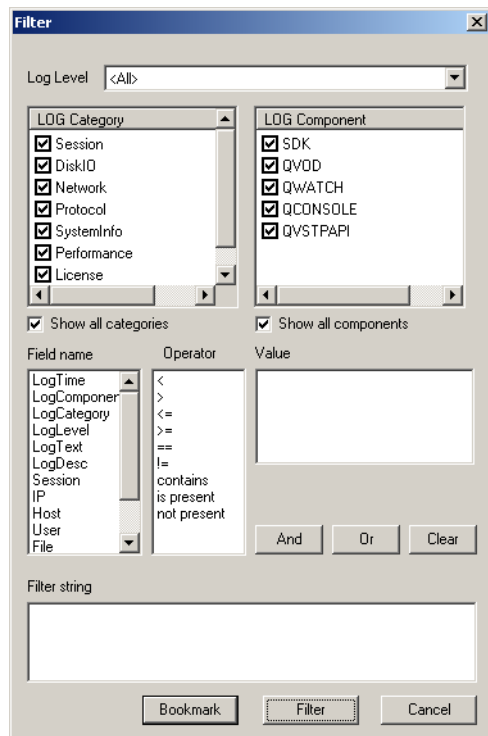 Filter
Log Level <All>
LOG Category
Session
DiskIO
Network
Protocol
SystemInfo
Performance
License
LOG Component
SDK
QVOD
QWATCH
QCONSOLE
QVSTPAPI
Show all categories
Show all components
Field name
LogTime
LogComponer
LogCategory
LogLevel
LogText
LogDesc
Session
IP
Host
User
File
Operator
<
>
<=
>=
==
!=
contains
is present
not present
Value
And Or Clear
Filter string
Bookmark Filter Cancel